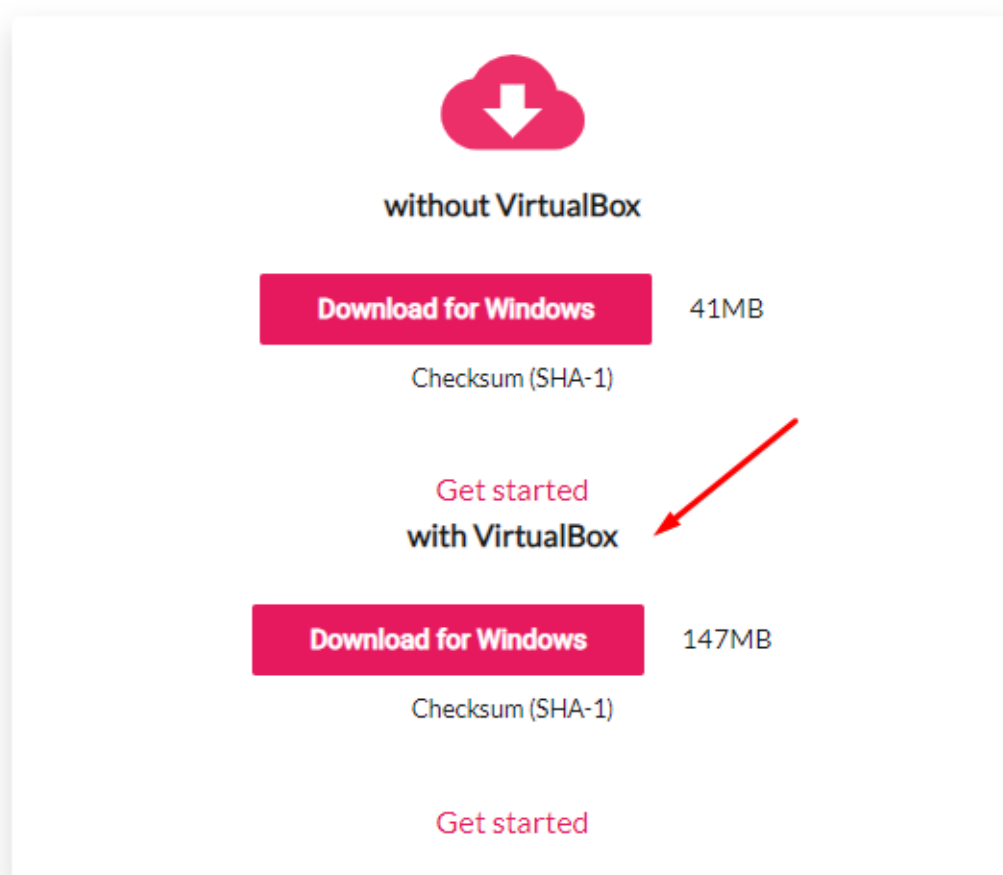 without VirtualBox
Download for Windows 41MB
Checksum (SHA-1)
Get started
with VirtualBox
Download for Windows 147MB
Checksum (SHA-1)
Get started